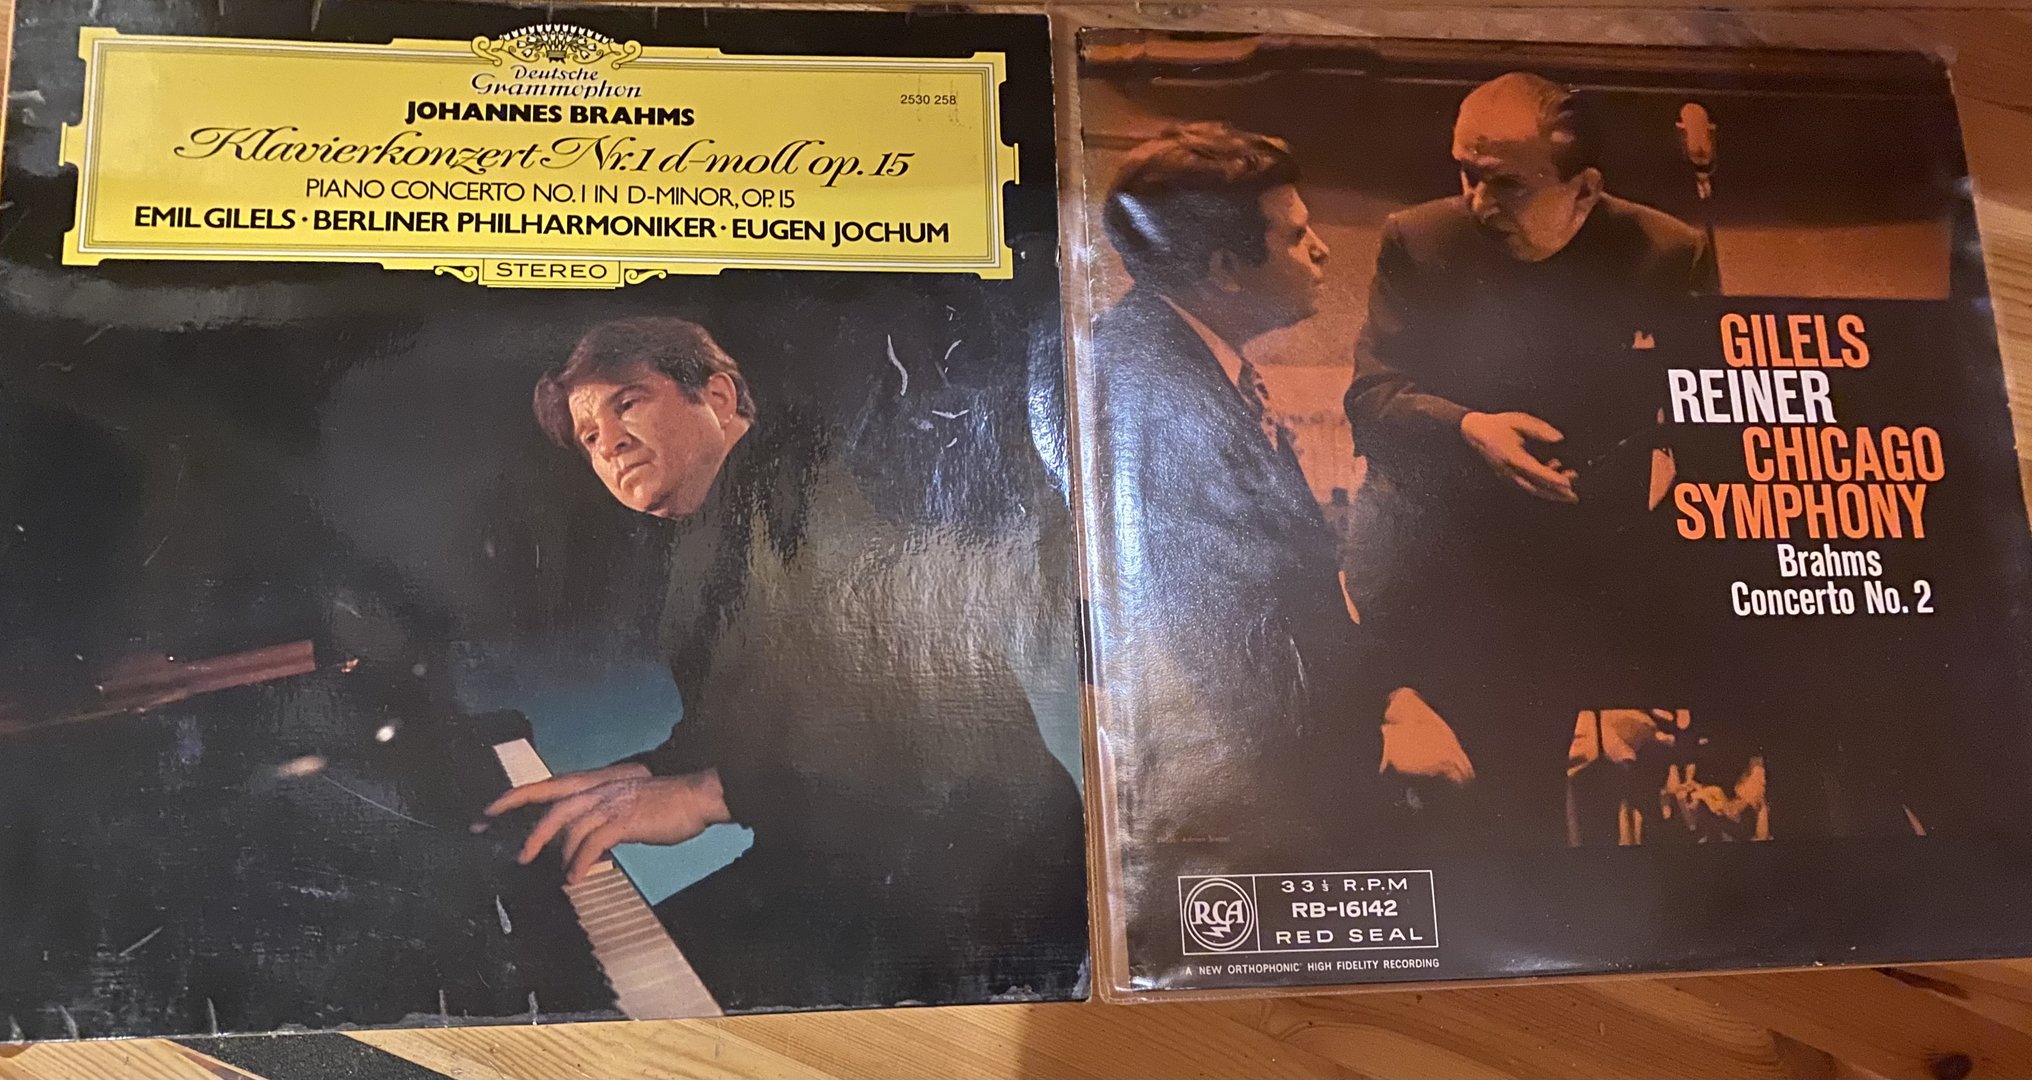 Deutsche
Grammophon
JOHANNES BRAHMS
2530 258
Klavierkonzert Nr.1 d-moll op.15
PIANO CONCERTO NO.1 IN D-MINOR, OP.15
EMIL GILELS · BERLINER PHILHARMONIKER · EUGEN JOCHUM
STEREO
GILELS
REINER
CHICAGO
SYMPHONY
Brahms
Concerto No. 2
RCA
33⅓ R.P.M
RB-16142
RED SEAL
A NEW ORTHOPHONIC HIGH FIDELITY RECORDING